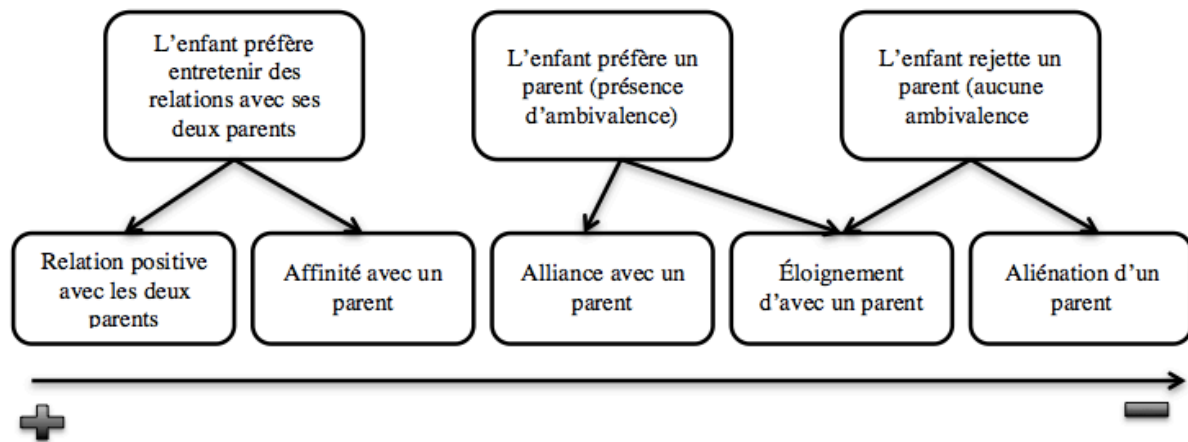 L’enfant préfère
entretenir des
relations avec ses
deux parents
L’enfant préfère un
parent (présence
d’ambivalence)
L’enfant rejette un
parent (aucune
ambivalence
Relation positive
avec les deux
parents
Affinité avec un
parent
Alliance avec un
parent
Éloignement
d’avec un parent
Aliénation d’un
parent